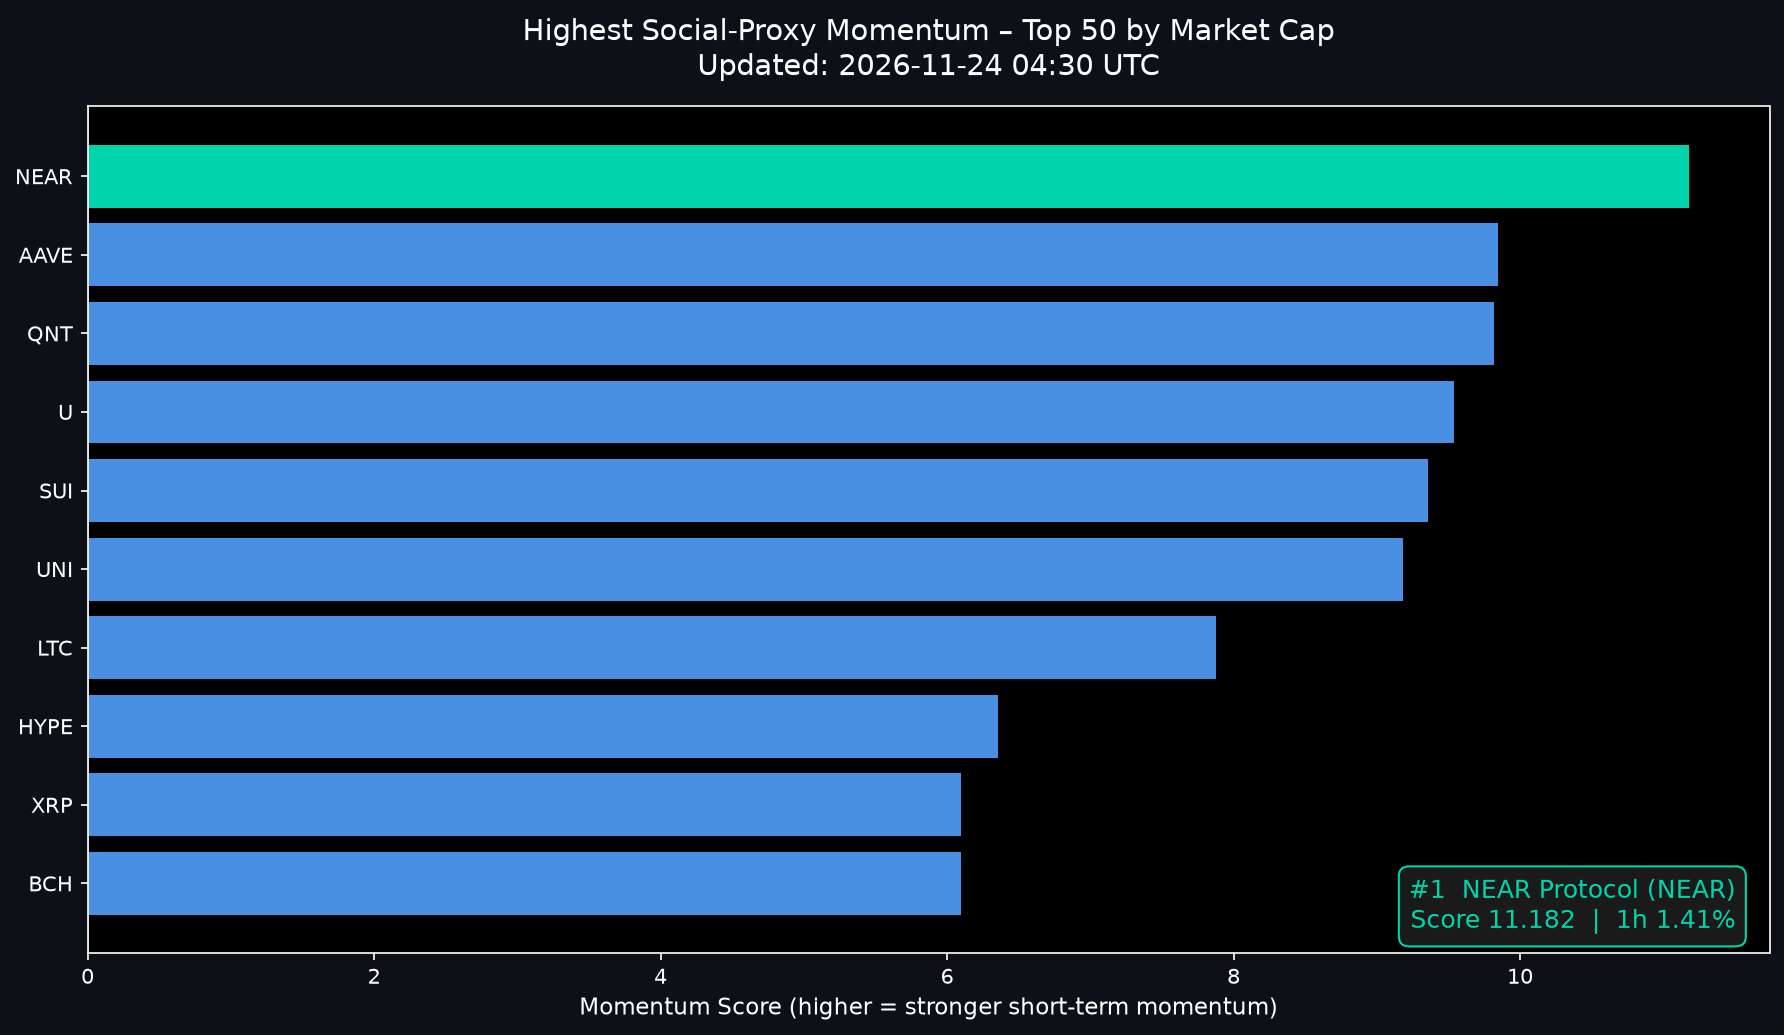 Highest Social-Proxy Momentum – Top 50 by Market Cap
Updated: 2026-11-24 04:30 UTC
NEAR
AAVE
QNT
U
SUI
UNI
LTC
HYPE
XRP
BCH
#1  NEAR Protocol (NEAR)
Score 11.182  |  1h 1.41%
0 2 4 6 8 10
Momentum Score (higher = stronger short-term momentum)